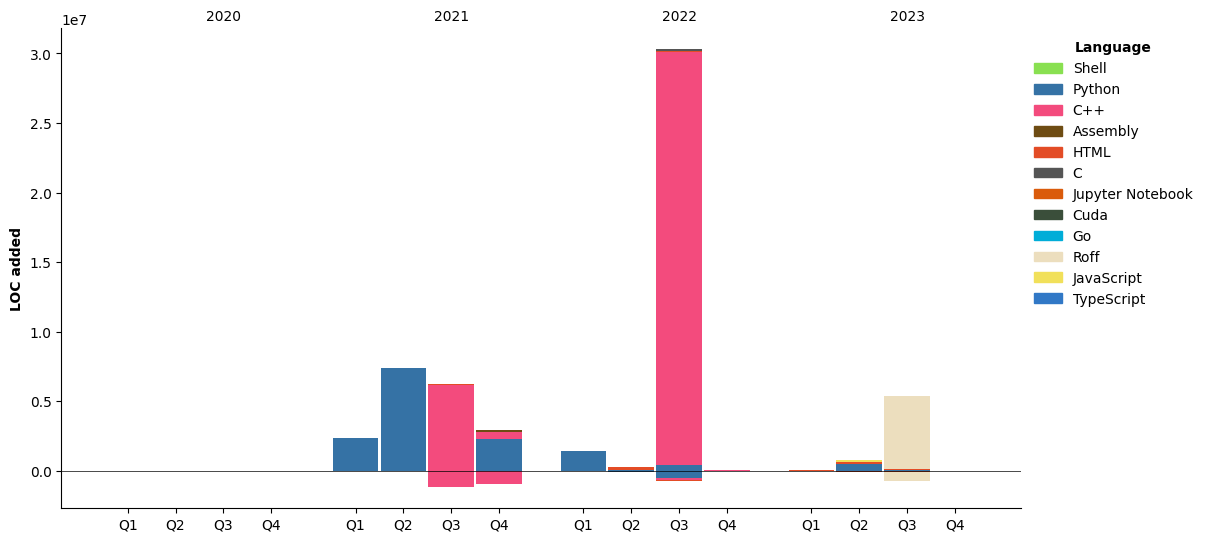 1e7
2020 2021 2022 2023
LOC added
3.0
2.5
2.0
1.5
1.0
0.5
0.0
Q1 Q2 Q3 Q4 Q1 Q2 Q3 Q4 Q1 Q2 Q3 Q4 Q1 Q2 Q3 Q4
Language
Shell
Python
C++
Assembly
HTML
C
Jupyter Notebook
Cuda
Go
Roff
JavaScript
TypeScript